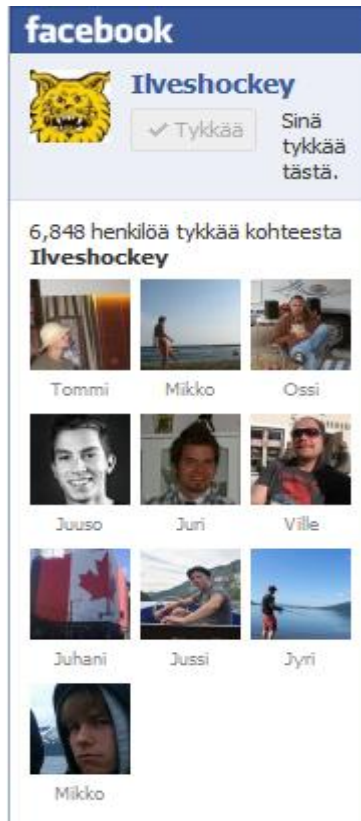 facebook
Ilveshockey
Tykkää
Sinä
tykkää
tästä.
6,848 henkilöä tykkää kohteesta
Ilveshockey
Tommi Mikko Ossi
Juuso Juri Ville
Juhani Jussi Jyri
Mikko